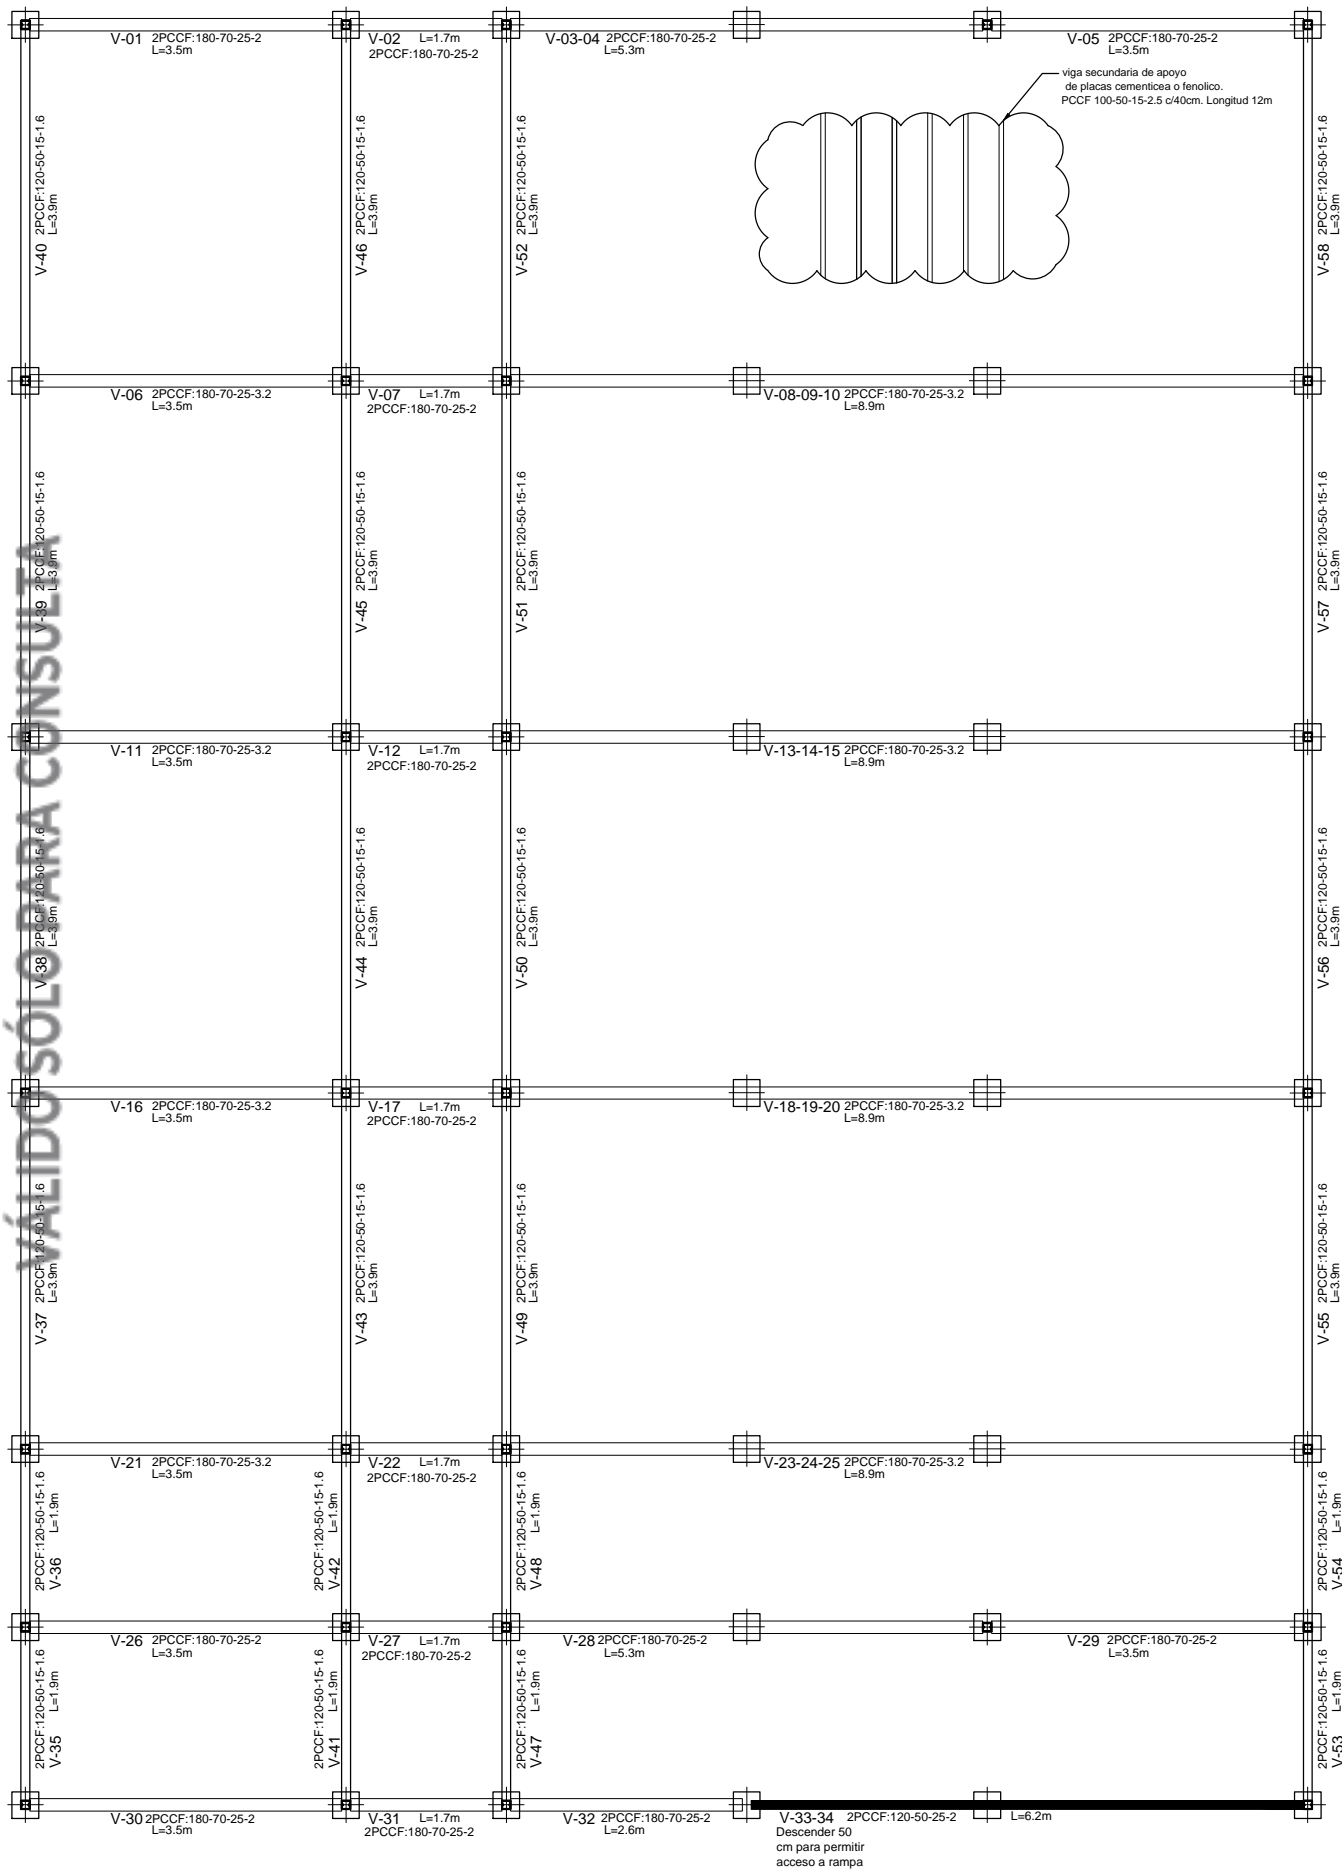 V-01 2PCCF:180-70-25-2
L=3.5m
V-02 L=1.7m
2PCCF:180-70-25-2
V-03-04 2PCCF:180-70-25-2
L=5.3m
V-05 2PCCF:180-70-25-2
L=3.5m
viga secundaria de apoyo
de placas cementicea o fenolico.
PCCF 100-50-15-2.5 c/40cm. Longitud 12m
V-40 2PCCF:120-50-15-1.6
L=3.9m
V-46 2PCCF:120-50-15-1.6
L=3.9m
V-52 2PCCF:120-50-15-1.6
L=3.9m
V-58 2PCCF:120-50-15-1.6
L=3.9m
V-06 2PCCF:180-70-25-3.2
L=3.5m
V-07 L=1.7m
2PCCF:180-70-25-2
V-08-09-10 2PCCF:180-70-25-3.2
L=8.9m
V-39 2PCCF:120-50-15-1.6
L=3.9m
V-45 2PCCF:120-50-15-1.6
L=3.9m
V-51 2PCCF:120-50-15-1.6
L=3.9m
V-57 2PCCF:120-50-15-1.6
L=3.9m
VÁLIDO SÓLO PARA CONSULTA
V-11 2PCCF:180-70-25-3.2
L=3.5m
V-12 L=1.7m
2PCCF:180-70-25-2
V-13-14-15 2PCCF:180-70-25-3.2
L=8.9m
V-38 2PCCF:120-50-15-1.6
L=3.9m
V-44 2PCCF:120-50-15-1.6
L=3.9m
V-50 2PCCF:120-50-15-1.6
L=3.9m
V-56 2PCCF:120-50-15-1.6
L=3.9m
V-16 2PCCF:180-70-25-3.2
L=3.5m
V-17 L=1.7m
2PCCF:180-70-25-2
V-18-19-20 2PCCF:180-70-25-3.2
L=8.9m
V-37 2PCCF:120-50-15-1.6
L=3.9m
V-43 2PCCF:120-50-15-1.6
L=3.9m
V-49 2PCCF:120-50-15-1.6
L=3.9m
V-55 2PCCF:120-50-15-1.6
L=3.9m
V-21 2PCCF:180-70-25-3.2
L=3.5m
V-22 L=1.7m
2PCCF:180-70-25-2
V-23-24-25 2PCCF:180-70-25-3.2
L=8.9m
2PCCF:120-50-15-1.6
V-36 L=1.9m
2PCCF:120-50-15-1.6
V-42 L=1.9m
2PCCF:120-50-15-1.6
V-48 L=1.9m
2PCCF:120-50-15-1.6
V-54 L=1.9m
V-26 2PCCF:180-70-25-2
L=3.5m
V-27 L=1.7m
2PCCF:180-70-25-2
V-28 2PCCF:180-70-25-2
L=5.3m
V-29 2PCCF:180-70-25-2
L=3.5m
2PCCF:120-50-15-1.6
V-35 L=1.9m
2PCCF:120-50-15-1.6
V-41 L=1.9m
2PCCF:120-50-15-1.6
V-47 L=1.9m
2PCCF:120-50-15-1.6
V-53 L=1.9m
V-30 2PCCF:180-70-25-2
L=3.5m
V-31 L=1.7m
2PCCF:180-70-25-2
V-32 2PCCF:180-70-25-2
L=2.6m
V-33-34 2PCCF:120-50-25-2 L=6.2m
Descender 50
cm para permitir
acceso a rampa